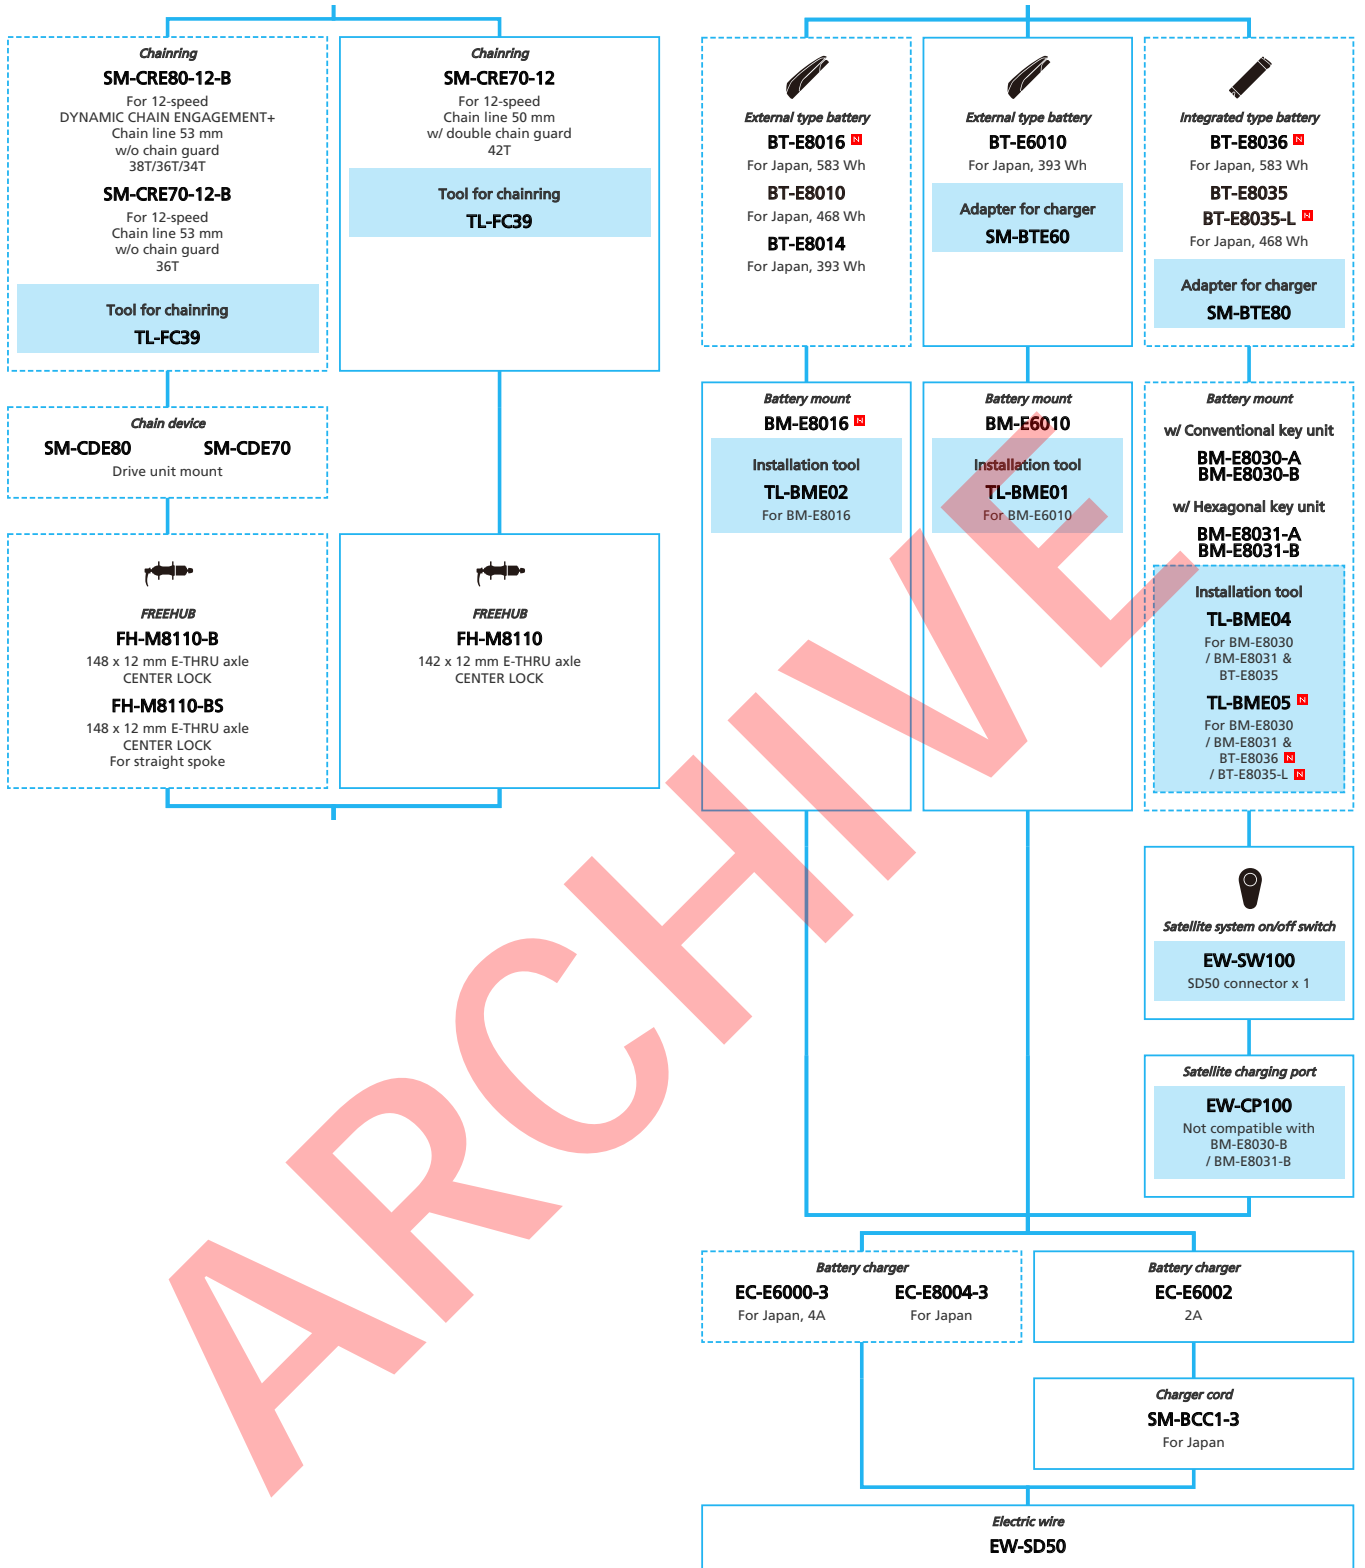 Chainring
SM-CRE80-12-B
For 12-speed
DYNAMIC CHAIN ENGAGEMENT+
Chain line 53 mm
w/o chain guard
38T/36T/34T
SM-CRE70-12-B
For 12-speed
Chain line 53 mm
w/o chain guard
36T
Tool for chainring
TL-FC39
Chainring
SM-CRE70-12
For 12-speed
Chain line 50 mm
w/ double chain guard
42T
Tool for chainring
TL-FC39
Chain device
SM-CDE80 SM-CDE70
Drive unit mount
FREEHUB
FH-M8110-B
148 x 12 mm E-THRU axle
CENTER LOCK
FH-M8110-BS
148 x 12 mm E-THRU axle
CENTER LOCK
For straight spoke
FREEHUB
FH-M8110
142 x 12 mm E-THRU axle
CENTER LOCK
External type battery
BT-E8016 N
For Japan, 583 Wh
BT-E8010
For Japan, 468 Wh
BT-E8014
For Japan, 393 Wh
External type battery
BT-E6010
For Japan, 393 Wh
Adapter for charger
SM-BTE60
Integrated type battery
BT-E8036 N
For Japan, 583 Wh
BT-E8035
BT-E8035-L N
For Japan, 468 Wh
Adapter for charger
SM-BTE80
Battery mount
BM-E8016 N
Installation tool
TL-BME02
For BM-E8016
Battery mount
BM-E6010
Installation tool
TL-BME01
For BM-E6010
Battery mount
w/ Conventional key unit
BM-E8030-A
BM-E8030-B
w/ Hexagonal key unit
BM-E8031-A
BM-E8031-B
Installation tool
TL-BME04
For BM-E8030
/ BM-E8031 &
BT-E8035
TL-BME05 N
For BM-E8030
/ BM-E8031 &
BT-E8036 N
/ BT-E8035-L N
Satellite system on/off switch
EW-SW100
SD50 connector x 1
Satellite charging port
EW-CP100
Not compatible with
BM-E8030-B
/ BM-E8031-B
Battery charger
EC-E6000-3 EC-E8004-3
For Japan, 4A For Japan
Battery charger
EC-E6002
2A
Charger cord
SM-BCC1-3
For Japan
Electric wire
EW-SD50
ARCHIVE